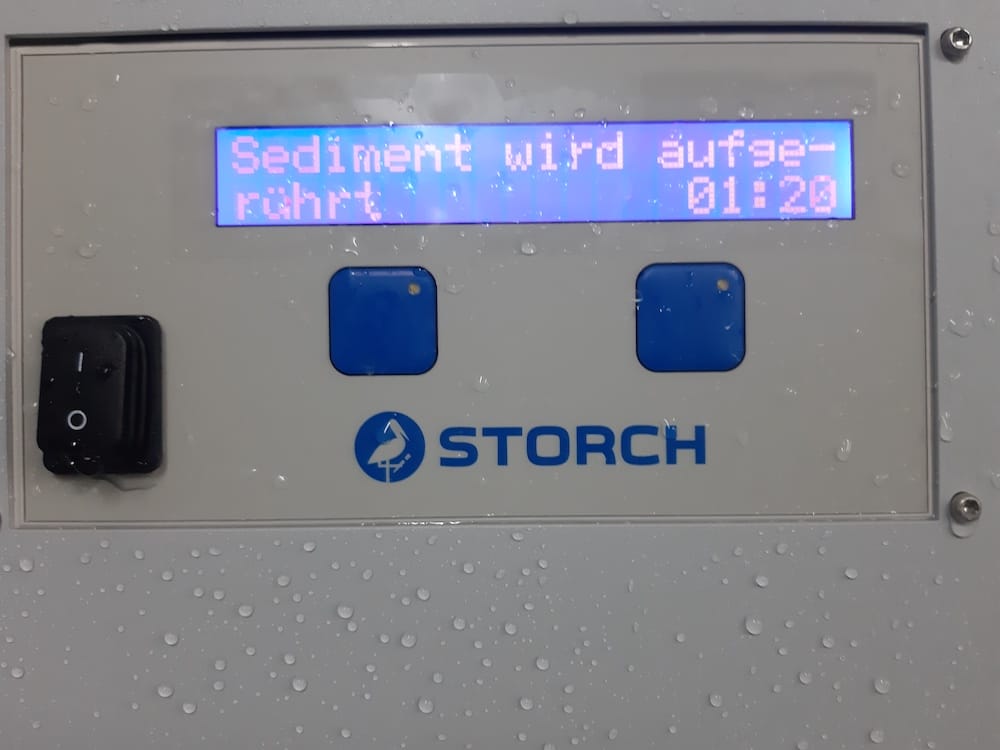 Sediment wird aufge-
rührt 01:20
I
O
STORCH